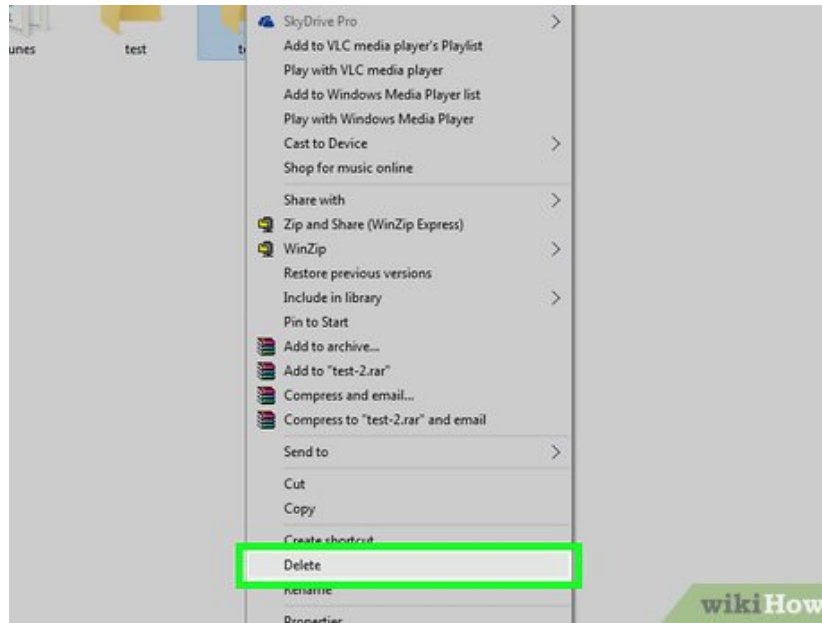 unes
test
te
SkyDrive Pro
Add to VLC media player's Playlist
Play with VLC media player
Add to Windows Media Player list
Play with Windows Media Player
Cast to Device
Shop for music online
Share with
Zip and Share (WinZip Express)
WinZip
Restore previous versions
Include in library
Pin to Start
Add to archive...
Add to "test-2.rar"
Compress and email...
Compress to "test-2.rar" and email
Send to
Cut
Copy
Create shortcut
Delete
Rename
Properties
wikiHow